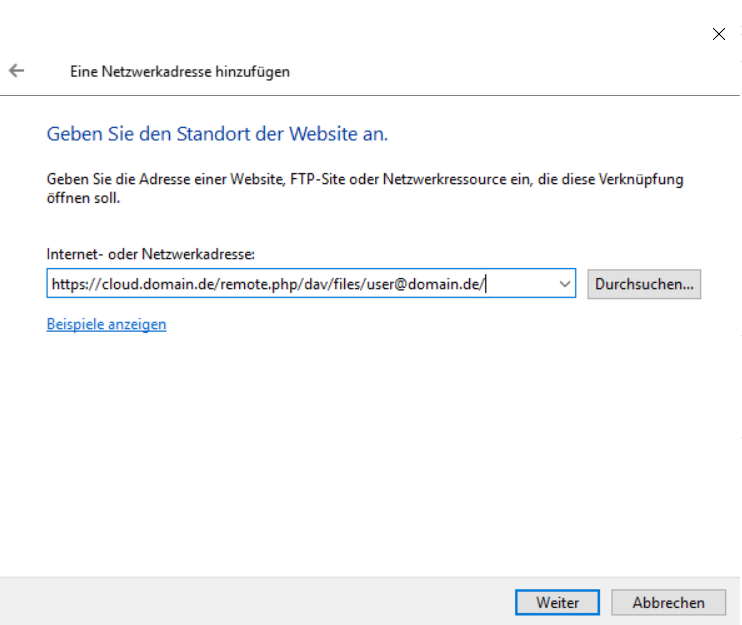 Eine Netzwerkadresse hinzufügen
Geben Sie den Standort der Website an.
Geben Sie die Adresse einer Website, FTP-Site oder Netzwerkressource ein, die diese Verknüpfung
öffnen soll.
Internet- oder Netzwerkadresse:
https://cloud.domain.de/remote.php/dav/files/user@domain.de/
Durchsuchen...
Beispiele anzeigen
Weiter
Abbrechen